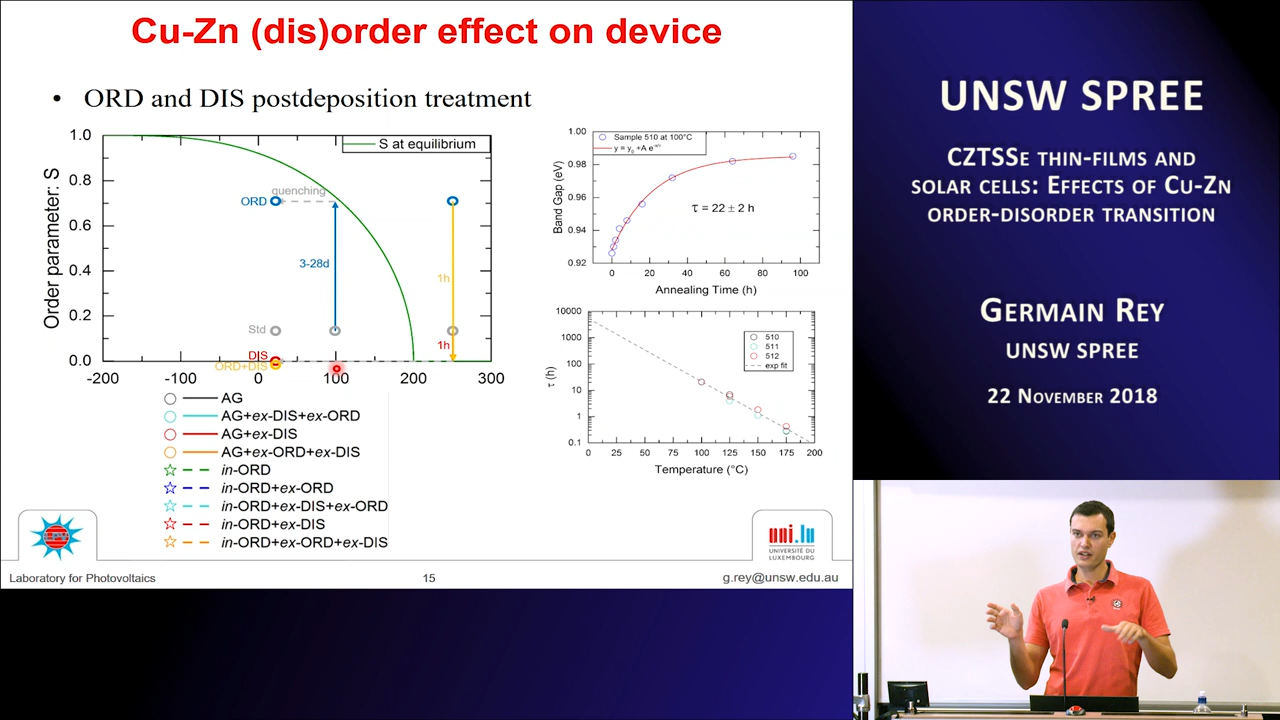 Cu-Zn (dis)order effect on device
• ORD and DIS postdeposition treatment
Order parameter: S
1.0
0.8
0.6
0.4
0.2
0.0
-200
-100
0
100
200
300
S at equilibrium
quenching
ORD
3-28d
1h
Std
1h
DIS
ORD+DIS
AG
AG+ex-DIS+ex-ORD
AG+ex-DIS
AG+ex-ORD+ex-DIS
in-ORD
in-ORD+ex-ORD
in-ORD+ex-DIS+ex-ORD
in-ORD+ex-DIS
in-ORD+ex-ORD+ex-DIS
Band Gap (eV)
1.00
0.98
0.96
0.94
0.92
Sample 510 at 100°C
τ = 22 ± 2 h
0
20
40
60
80
100
Annealing Time (h)
τ (h)
10000
1000
100
10
1
0.1
510
511
512
exp fit
0
25
50
75
100
125
150
175
200
Temperature (°C)
uni.lu
UNIVERSITÉ DU
LUXEMBOURG
Laboratory for Photovoltaics
15
g.rey@unsw.edu.au
UNSW SPREE
CZTSSe thin-films and
solar cells: Effects of Cu-Zn
order-disorder transition
Germain Rey
UNSW SPREE
22 November 2018